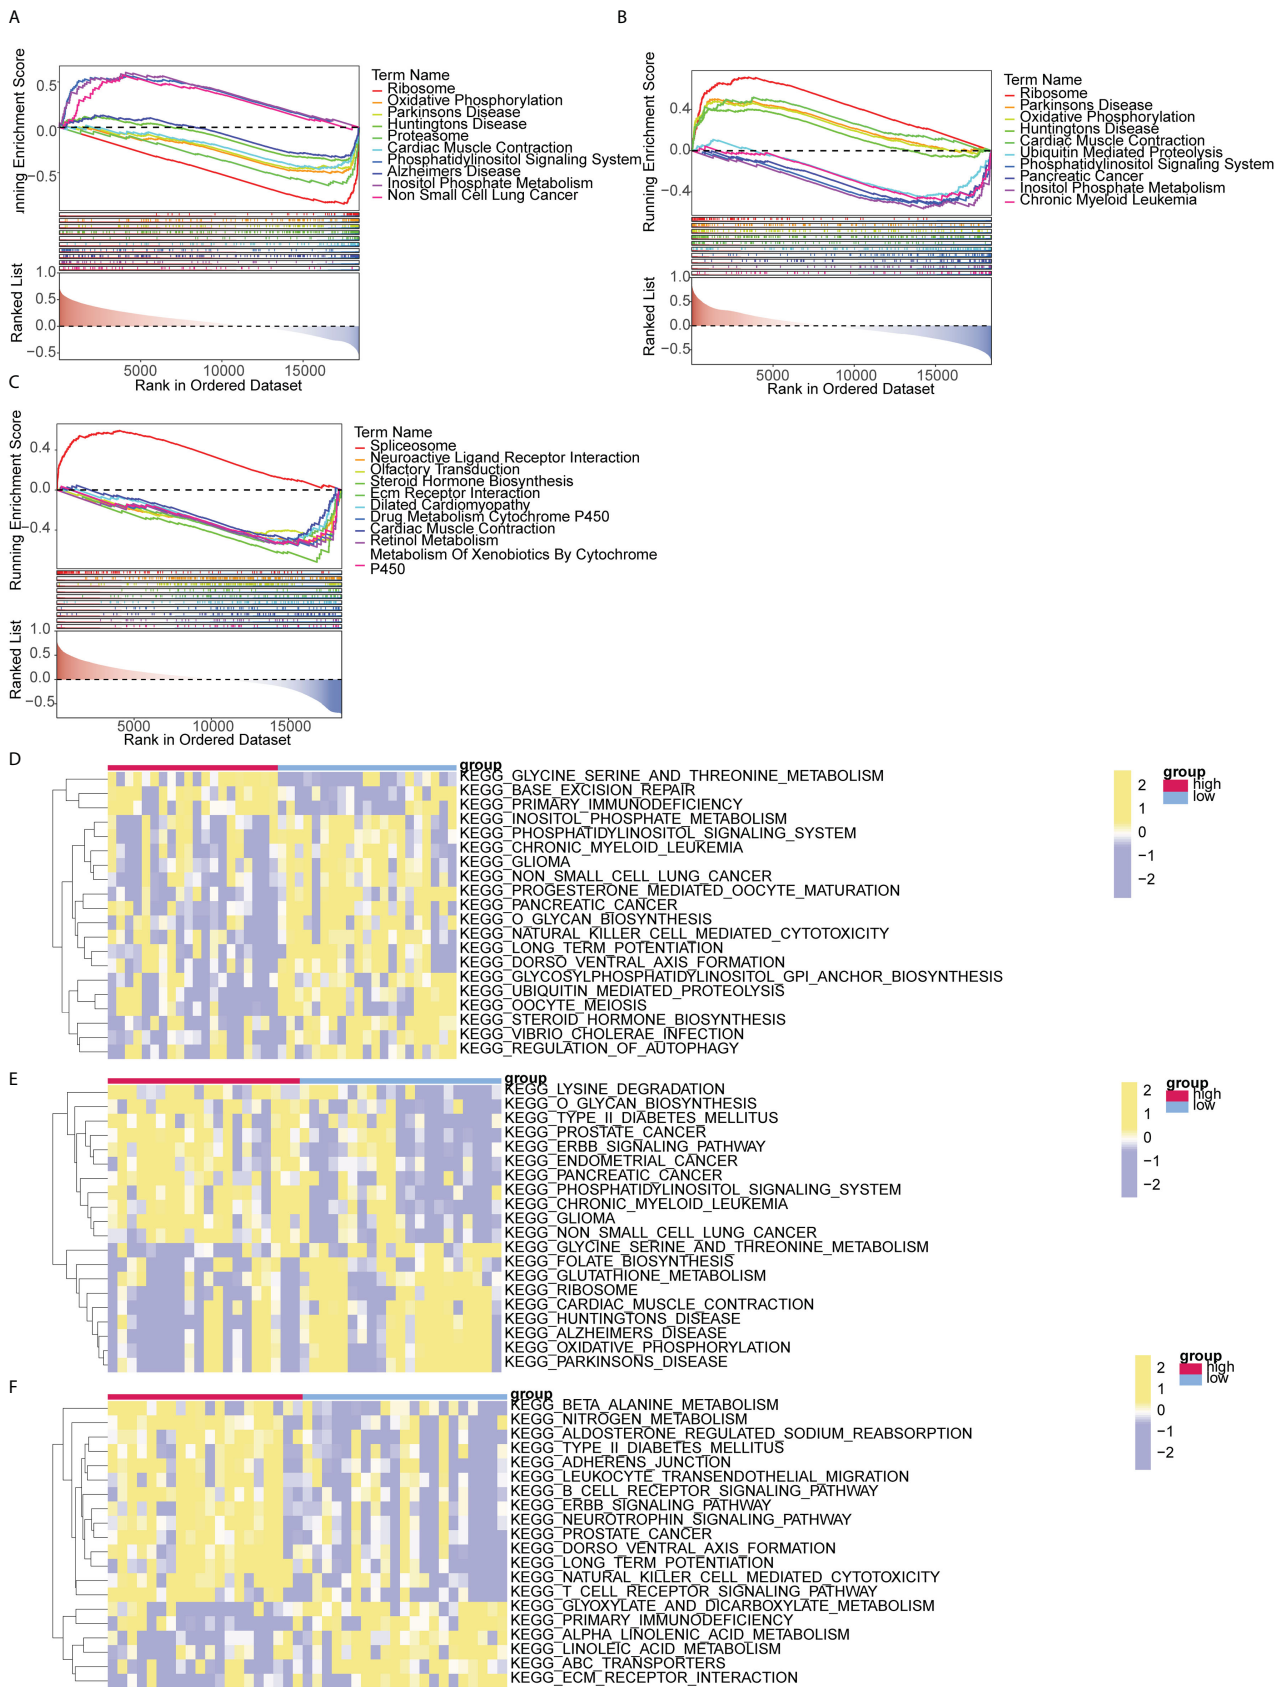 A
unning Enrichment Score
0.5
0.0
−0.5
Term Name
Ribosome
Oxidative Phosphorylation
Parkinsons Disease
Huntingtons Disease
Proteasome
Cardiac Muscle Contraction
Phosphatidylinositol Signaling System
Alzheimers Disease
Inositol Phosphate Metabolism
Non Small Cell Lung Cancer
Ranked List
1.0
0.5
0.0
−0.5
5000 10000 15000
Rank in Ordered Dataset
B
Running Enrichment Score
0.4
0.0
−0.4
Term Name
Ribosome
Parkinsons Disease
Oxidative Phosphorylation
Huntingtons Disease
Cardiac Muscle Contraction
Ubiquitin Mediated Proteolysis
Phosphatidylinositol Signaling System
Pancreatic Cancer
Inositol Phosphate Metabolism
Chronic Myeloid Leukemia
Ranked List
1.0
0.5
0.0
−0.5
5000 10000 15000
Rank in Ordered Dataset
C
Running Enrichment Score
0.4
0.0
−0.4
Term Name
Spliceosome
Neuroactive Ligand Receptor Interaction
Olfactory Transduction
Steroid Hormone Biosynthesis
Ecm Receptor Interaction
Dilated Cardiomyopathy
Drug Metabolism Cytochrome P450
Cardiac Muscle Contraction
Retinol Metabolism
Metabolism Of Xenobiotics By Cytochrome
P450
Ranked List
1.0
0.5
0.0
−0.5
5000 10000 15000
Rank in Ordered Dataset
D
group
KEGG_GLYCINE_SERINE_AND_THREONINE_METABOLISM
KEGG_BASE_EXCISION_REPAIR
KEGG_PRIMARY_IMMUNODEFICIENCY
KEGG_INOSITOL_PHOSPHATE_METABOLISM
KEGG_PHOSPHATIDYLINOSITOL_SIGNALING_SYSTEM
KEGG_CHRONIC_MYELOID_LEUKEMIA
KEGG_GLIOMA
KEGG_NON_SMALL_CELL_LUNG_CANCER
KEGG_PROGESTERONE_MEDIATED_OOCYTE_MATURATION
KEGG_PANCREATIC_CANCER
KEGG_O_GLYCAN_BIOSYNTHESIS
KEGG_NATURAL_KILLER_CELL_MEDIATED_CYTOTOXICITY
KEGG_LONG_TERM_POTENTIATION
KEGG_DORSO_VENTRAL_AXIS_FORMATION
KEGG_GLYCOSYLPHOSPHATIDYLINOSITOL_GPI_ANCHOR_BIOSYNTHESIS
KEGG_UBIQUITIN_MEDIATED_PROTEOLYSIS
KEGG_OOCYTE_MEIOSIS
KEGG_STEROID_HORMONE_BIOSYNTHESIS
KEGG_VIBRIO_CHOLERAE_INFECTION
KEGG_REGULATION_OF_AUTOPHAGY
2
1
0
−1
−2
group
high
low
E
group
KEGG_LYSINE_DEGRADATION
KEGG_O_GLYCAN_BIOSYNTHESIS
KEGG_TYPE_II_DIABETES_MELLITUS
KEGG_PROSTATE_CANCER
KEGG_ERBB_SIGNALING_PATHWAY
KEGG_ENDOMETRIAL_CANCER
KEGG_PANCREATIC_CANCER
KEGG_PHOSPHATIDYLINOSITOL_SIGNALING_SYSTEM
KEGG_CHRONIC_MYELOID_LEUKEMIA
KEGG_GLIOMA
KEGG_NON_SMALL_CELL_LUNG_CANCER
KEGG_GLYCINE_SERINE_AND_THREONINE_METABOLISM
KEGG_FOLATE_BIOSYNTHESIS
KEGG_GLUTATHIONE_METABOLISM
KEGG_RIBOSOME
KEGG_CARDIAC_MUSCLE_CONTRACTION
KEGG_HUNTINGTONS_DISEASE
KEGG_ALZHEIMERS_DISEASE
KEGG_OXIDATIVE_PHOSPHORYLATION
KEGG_PARKINSONS_DISEASE
2
1
0
−1
−2
group
high
low
F
group
KEGG_BETA_ALANINE_METABOLISM
KEGG_NITROGEN_METABOLISM
KEGG_ALDOSTERONE_REGULATED_SODIUM_REABSORPTION
KEGG_TYPE_II_DIABETES_MELLITUS
KEGG_ADHERENS_JUNCTION
KEGG_LEUKOCYTE_TRANSENDOTHELIAL_MIGRATION
KEGG_B_CELL_RECEPTOR_SIGNALING_PATHWAY
KEGG_ERBB_SIGNALING_PATHWAY
KEGG_NEUROTROPHIN_SIGNALING_PATHWAY
KEGG_PROSTATE_CANCER
KEGG_DORSO_VENTRAL_AXIS_FORMATION
KEGG_LONG_TERM_POTENTIATION
KEGG_NATURAL_KILLER_CELL_MEDIATED_CYTOTOXICITY
KEGG_T_CELL_RECEPTOR_SIGNALING_PATHWAY
KEGG_GLYOXYLATE_AND_DICARBOXYLATE_METABOLISM
KEGG_PRIMARY_IMMUNODEFICIENCY
KEGG_ALPHA_LINOLENIC_ACID_METABOLISM
KEGG_LINOLEIC_ACID_METABOLISM
KEGG_ABC_TRANSPORTERS
KEGG_ECM_RECEPTOR_INTERACTION
2
1
0
−1
−2
group
high
low